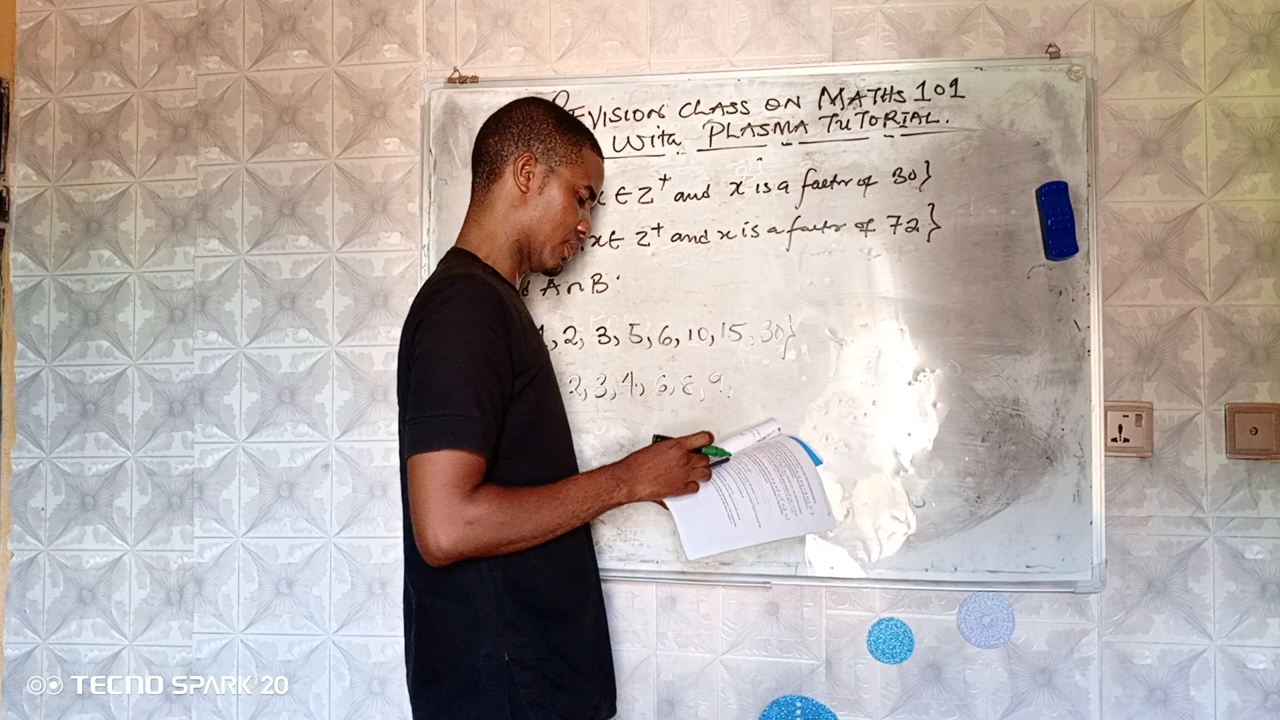 REVISION CLASS ON MATHS 101
With PLASMA TUTORIAL.
x ∈ Z⁺ and x is a factor of 30}
x ∈ Z⁺ and x is a factor of 72}
A∩B.
1, 2, 3, 5, 6, 10, 15, 30}
2, 3, 4, 6, 8, 9,
TECNO SPARK 20